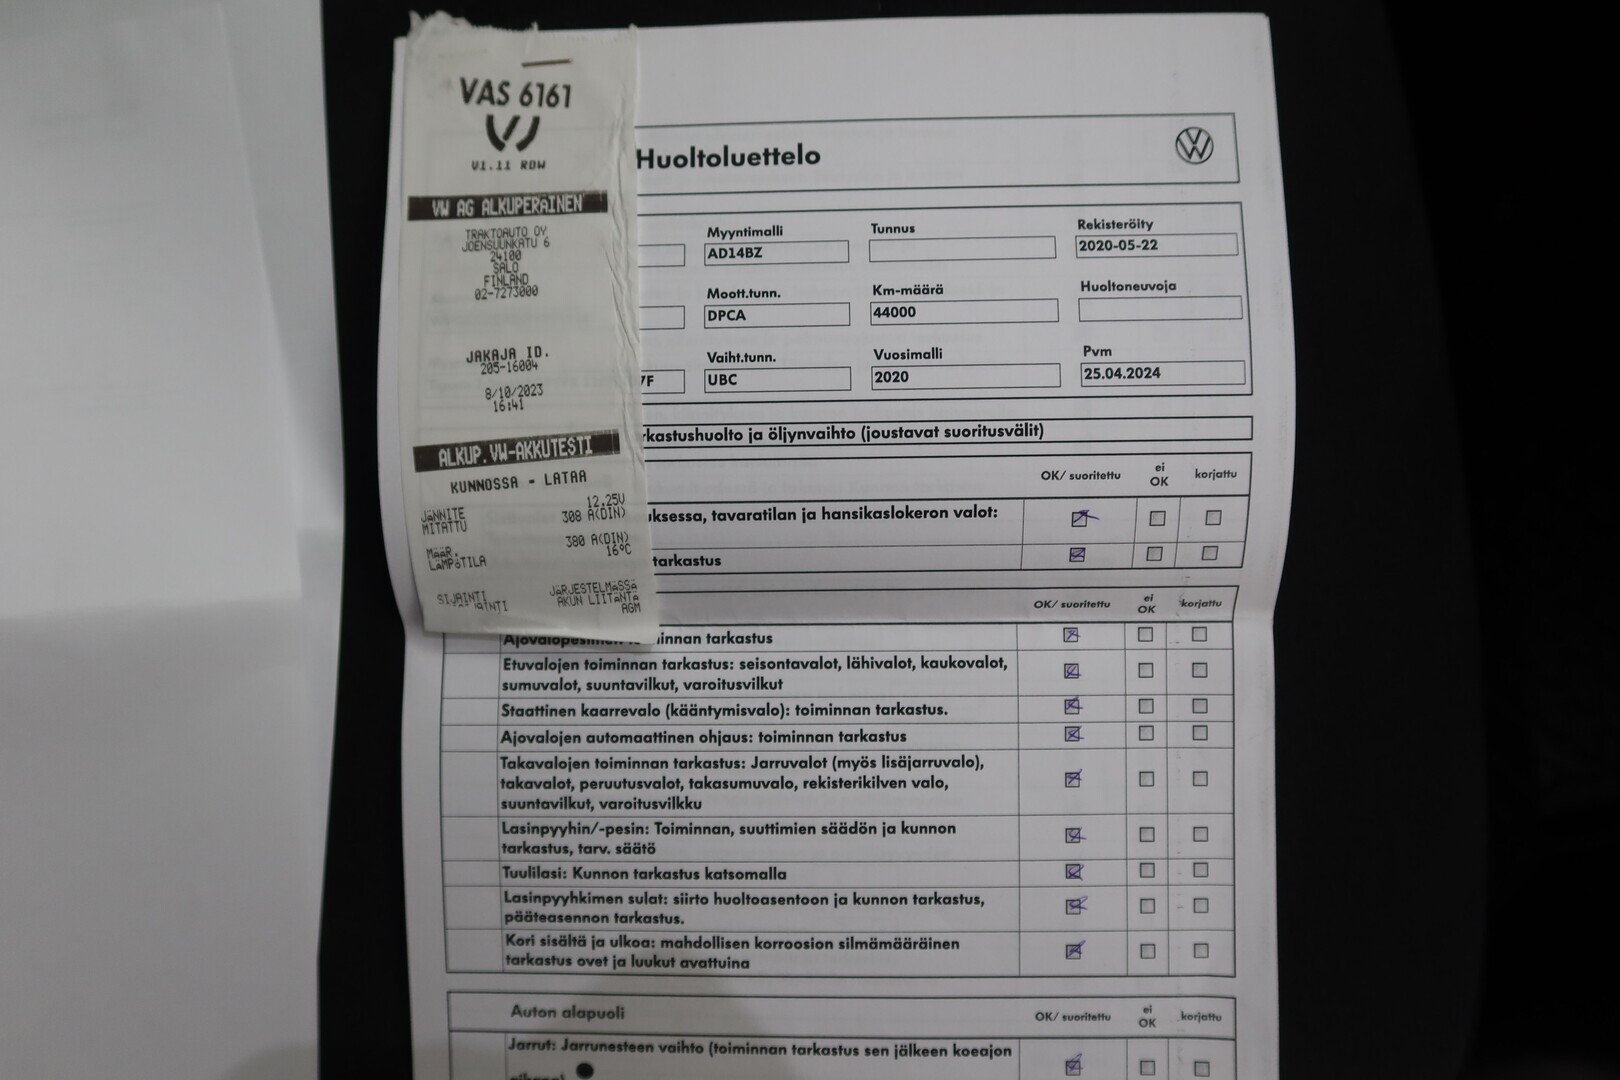 VAS 6161
V1.11 ROW
VW AG ALKUPERÄINEN
TRAKTOAUTO OY
JOENSUUNKATU 6
24100
SALO
FINLAND
02-7273000
JAKAJA ID.
205-16004
8/10/2023
16:41
ALKUP. VW-AKKUTESTI
KUNNOSSA - LATAA
JäNNITE 12.25V
MITATTU 308 A(DIN)
MääR. 380 A(DIN)
LäMPöTILA 16°C
SIJAINTI JäRJESTELMäSSä
AKUN LIITäNTä
AGM
Huoltoluettelo
Myyntimalli Tunnus Rekisteröity
AD14BZ 2020-05-22
Moott.tunn. Km-määrä Huoltoneuvoja
DPCA 44000
Vaiht.tunn. Vuosimalli Pvm
7F UBC 2020 25.04.2024
rkastushuolto ja öljynvaihto (joustavat suoritusvälit)
OK/ suoritettu ei OK korjattu
ksessa, tavaratilan ja hansikaslokeron valot:
tarkastus
OK/ suoritettu ei OK korjattu
innan tarkastus
Etuvalojen toiminnan tarkastus: seisontavalot, lähivalot, kaukovalot,
sumuvalot, suuntavilkut, varoitusvilkut
Staattinen kaarrevalo (kääntymisvalo): toiminnan tarkastus.
Ajovalojen automaattinen ohjaus: toiminnan tarkastus
Takavalojen toiminnan tarkastus: Jarruvalot (myös lisäjarruvalo),
takavalot, peruutusvalot, takasumuvalo, rekisterikilven valo,
suuntavilkut, varoitusvilkku
Lasinpyyhin/-pesin: Toiminnan, suuttimien säädön ja kunnon
tarkastus, tarv. säätö
Tuulilasi: Kunnon tarkastus katsomalla
Lasinpyyhkimen sulat: siirto huoltoasentoon ja kunnon tarkastus,
pääteasennon tarkastus.
Kori sisältä ja ulkoa: mahdollisen korroosion silmämääräinen
tarkastus ovet ja luukut avattuina
Auton alapuoli OK/ suoritettu ei OK korjattu
Jarrut: Jarrunesteen vaihto (toiminnan tarkastus sen jälkeen koeajon